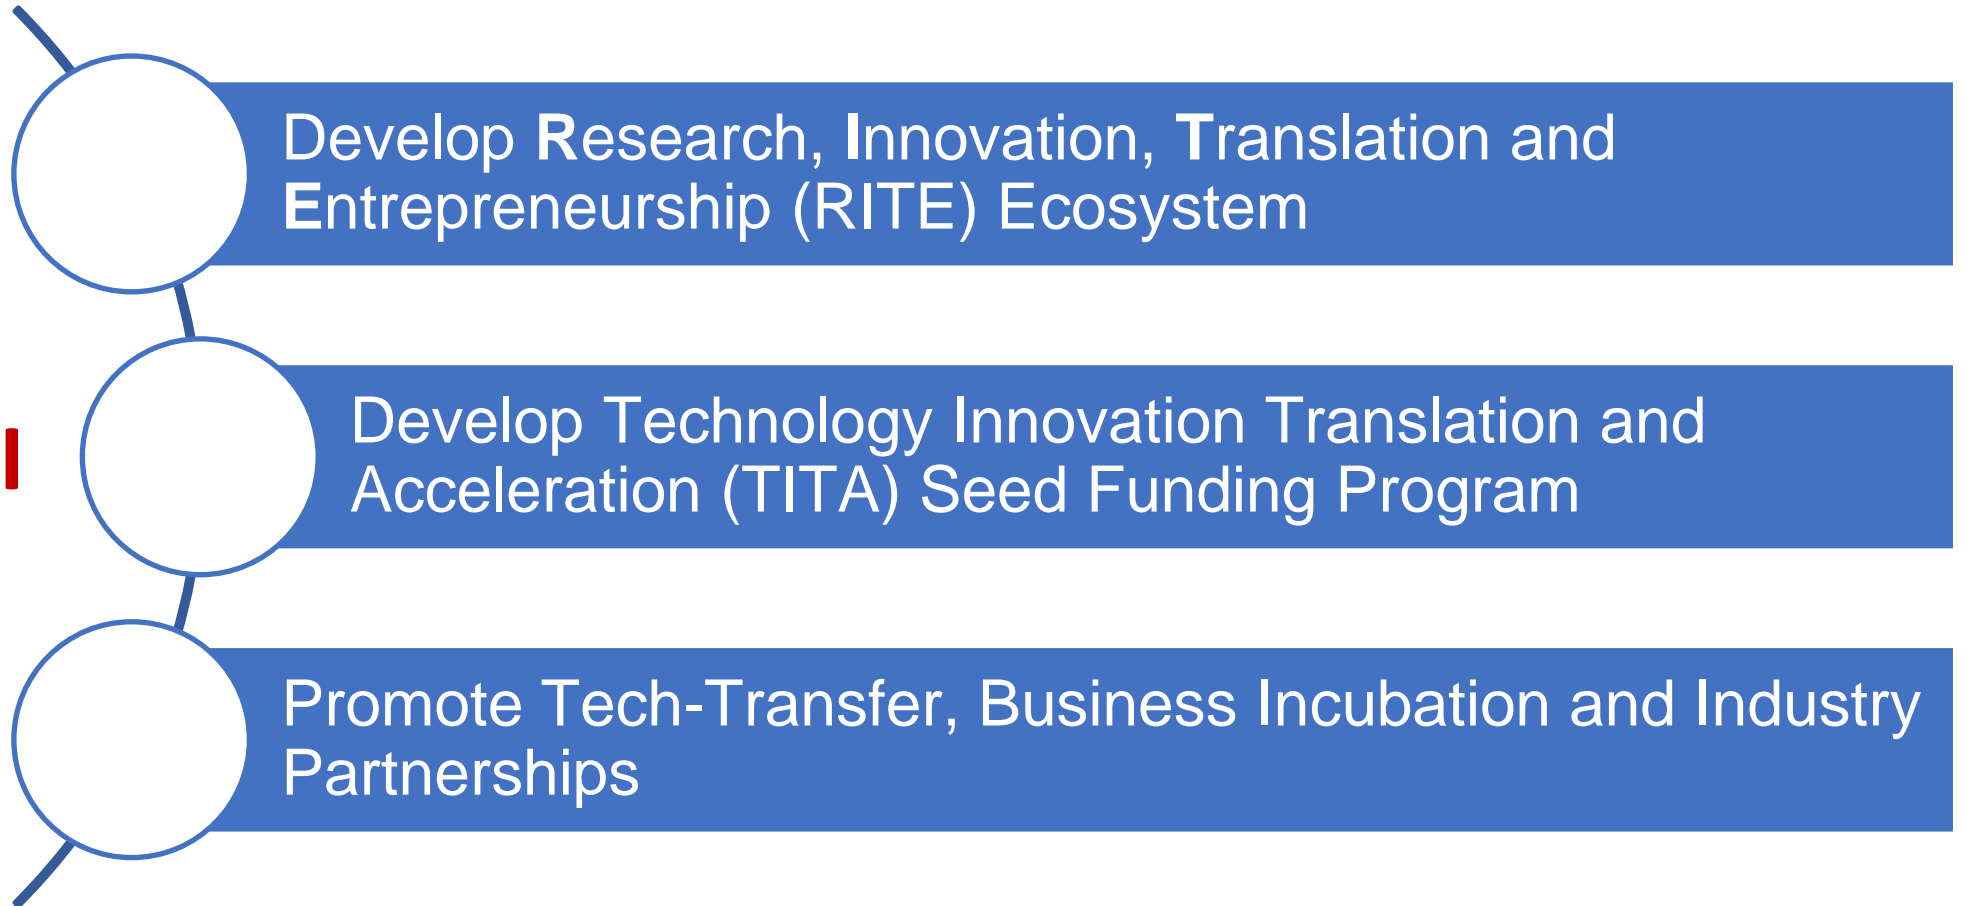 Develop Research, Innovation, Translation and
Entrepreneurship (RITE) Ecosystem
Develop Technology Innovation Translation and
Acceleration (TITA) Seed Funding Program
Promote Tech-Transfer, Business Incubation and Industry
Partnerships